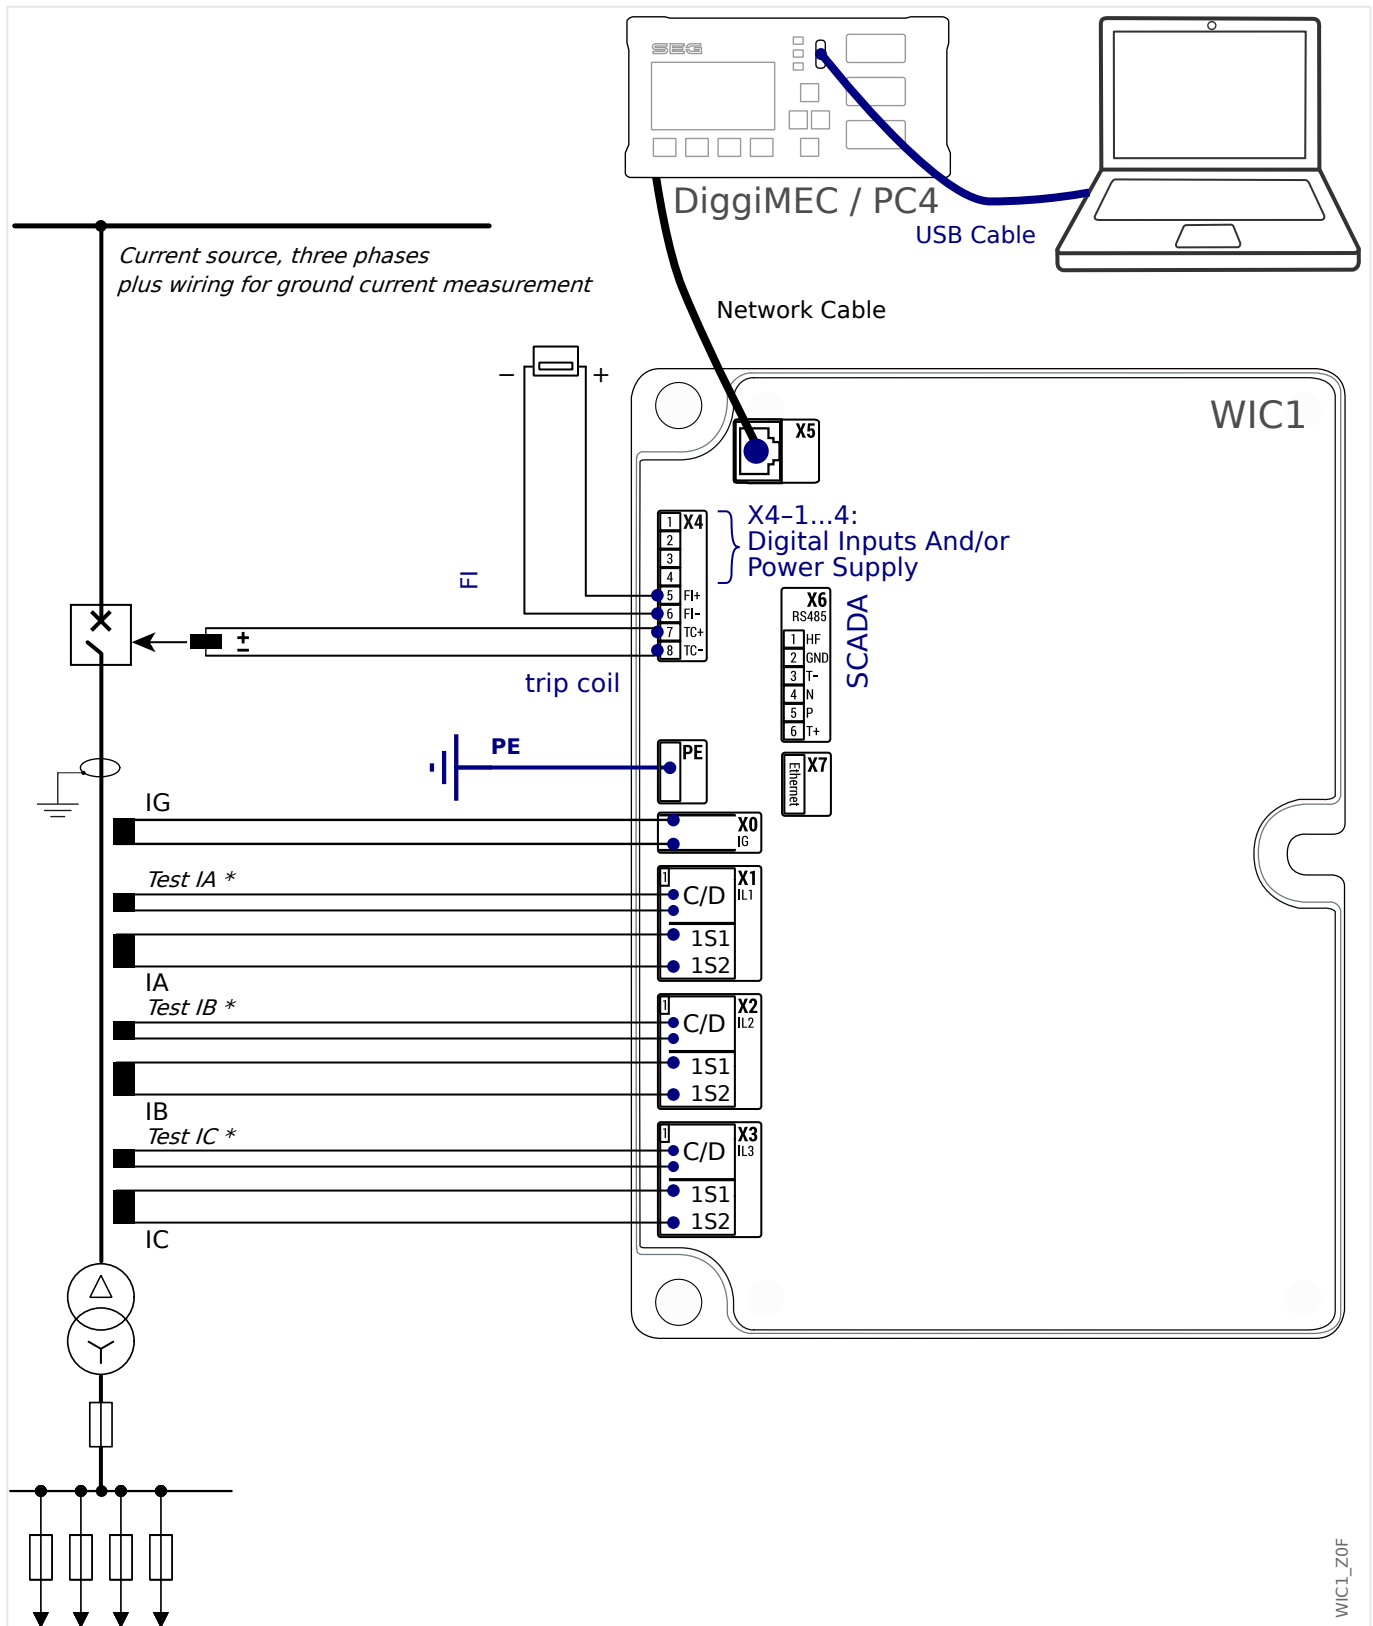 SEG
DiggiMEC / PC4
USB Cable
Current source, three phases
plus wiring for ground current measurement
Network Cable
WIC1
X5
− +
X4
1
2
3
4
5 FI+
6 FI-
7 TC+
8 TC-
X4–1...4:
Digital Inputs And/or
Power Supply
FI
±
trip coil
X6
RS485
1 HF
2 GND
3 T-
4 N
5 P
6 T+
SCADA
PE
PE
X7
Ethernet
IG
X0
IG
Test IA *
1
C/D
X1
IL1
1S1
1S2
IA
Test IB *
1
C/D
X2
IL2
1S1
1S2
IB
Test IC *
1
C/D
X3
IL3
1S1
1S2
IC
WIC1_Z0F